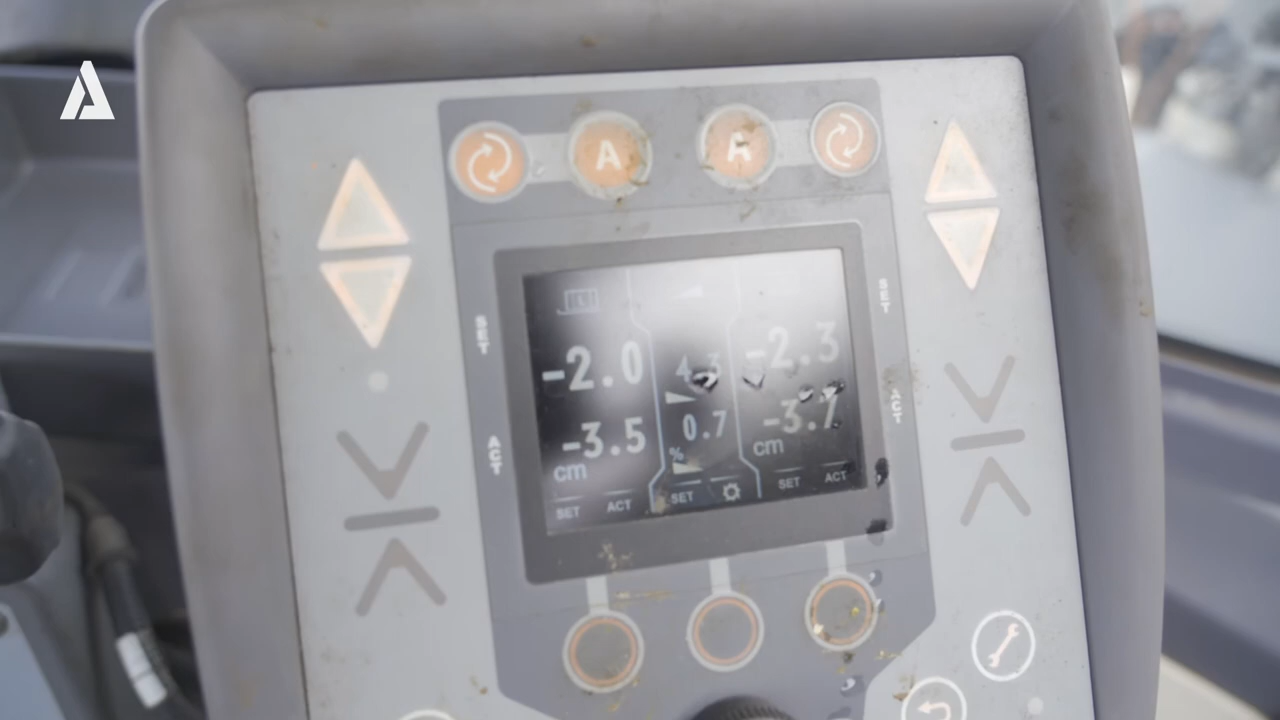 A A
SET SET
-2.0 4.3 -2.3
ACT -3.5 0.7 -3.7 ACT
cm % cm
SET ACT SET SET ACT